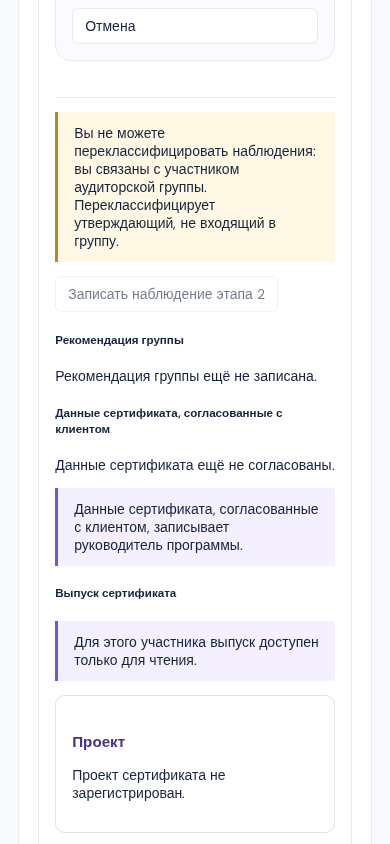 Отмена
Вы не можете
переклассифицировать наблюдения:
вы связаны с участником
аудиторской группы.
Переклассифицирует
утверждающий, не входящий в
группу.
Записать наблюдение этапа 2
Рекомендация группы
Рекомендация группы ещё не записана.
Данные сертификата, согласованные с
клиентом
Данные сертификата ещё не согласованы.
Данные сертификата, согласованные
с клиентом, записывает
руководитель программы.
Выпуск сертификата
Для этого участника выпуск доступен
только для чтения.
Проект
Проект сертификата не
зарегистрирован.